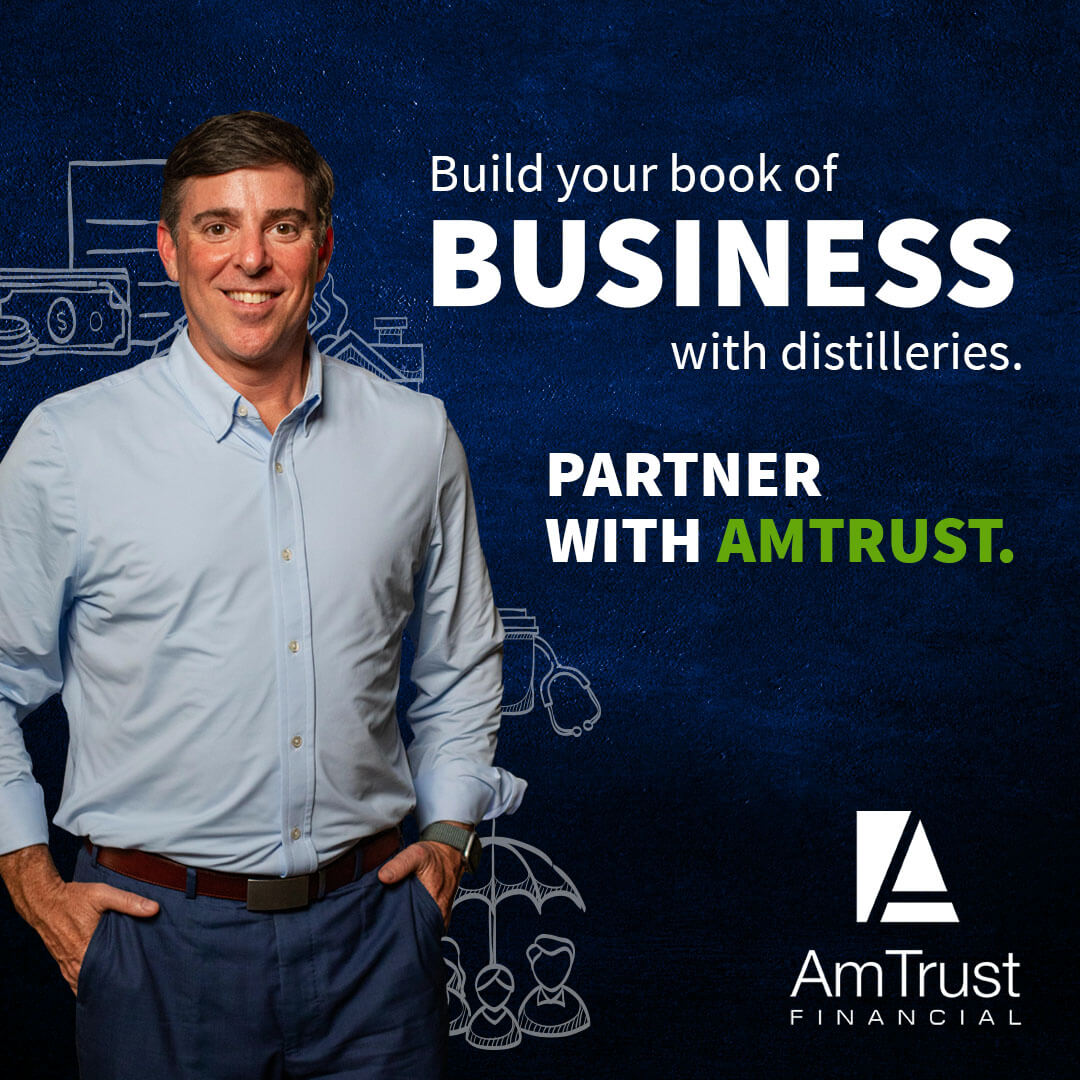 Build your book of
BUSINESS
with distilleries.
PARTNER
WITH AMTRUST.
$
AmTrust
FINANCIAL